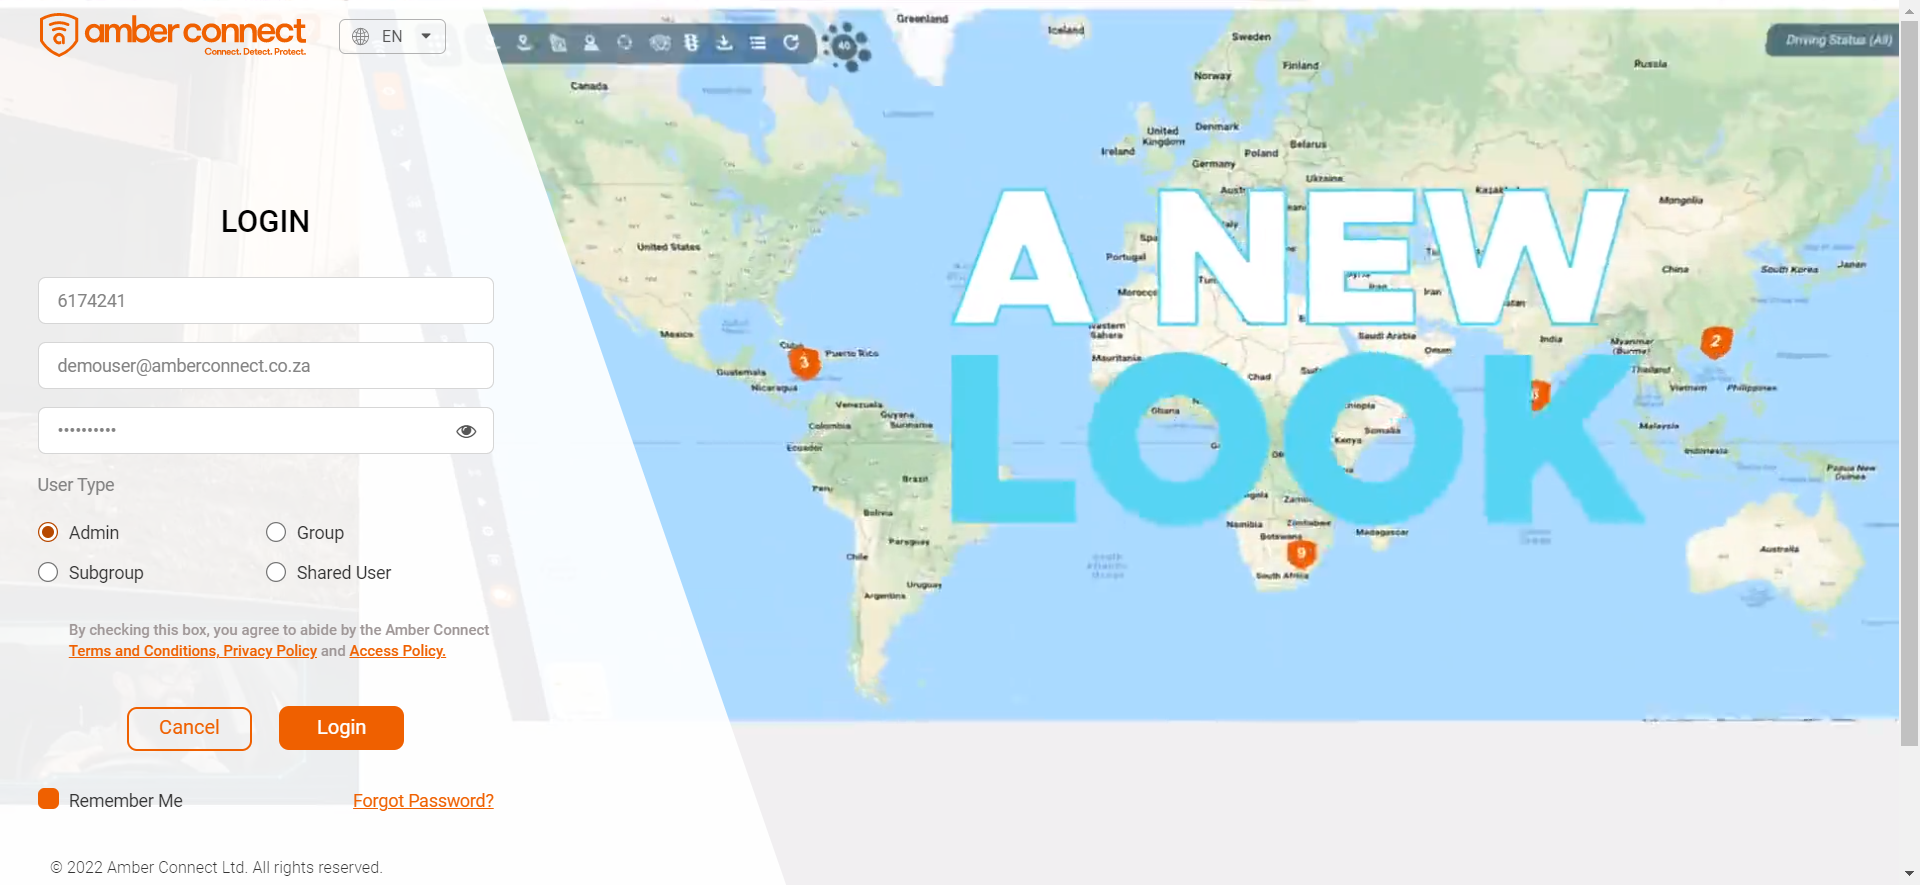 amber connect
Connect. Detect. Protect.
EN
LOGIN
6174241
demouser@amberconnect.co.za
••••••••••
User Type
Admin
Group
Subgroup
Shared User
By checking this box, you agree to abide by the Amber Connect
Terms and Conditions, Privacy Policy and Access Policy.
Cancel
Login
Remember Me
Forgot Password?
© 2022 Amber Connect Ltd. All rights reserved.
40
Driving Status (All)
A NEW
LOOK
Greenland
Iceland
Sweden
Finland
Norway
Russia
Canada
United
Kingdom
Denmark
Ireland
Belarus
Poland
Germany
Ukraine
Mongolia
United States
Portugal
China
South Korea
Japan
Morocco
Iran
Western
Sahara
Mexico
Cuba
Puerto Rico
Saudi Arabia
Oman
India
Myanmar
(Burma)
2
3
Mauritania
Guatemala
Nicaragua
Chad
Thailand
Vietnam
Philippines
Venezuela
Guyana
Colombia
Suriname
Ghana
Somalia
Kenya
Malaysia
Ecuador
Indonesia
Papua New
Guinea
Brazil
Peru
Bolivia
Namibia
Zimbabwe
Botswana
Madagascar
9
South Africa
Paraguay
Chile
Uruguay
Argentina
Australia